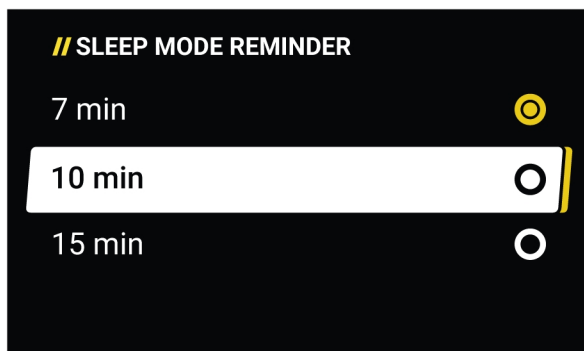 // SLEEP MODE REMINDER
7 min
10 min
15 min